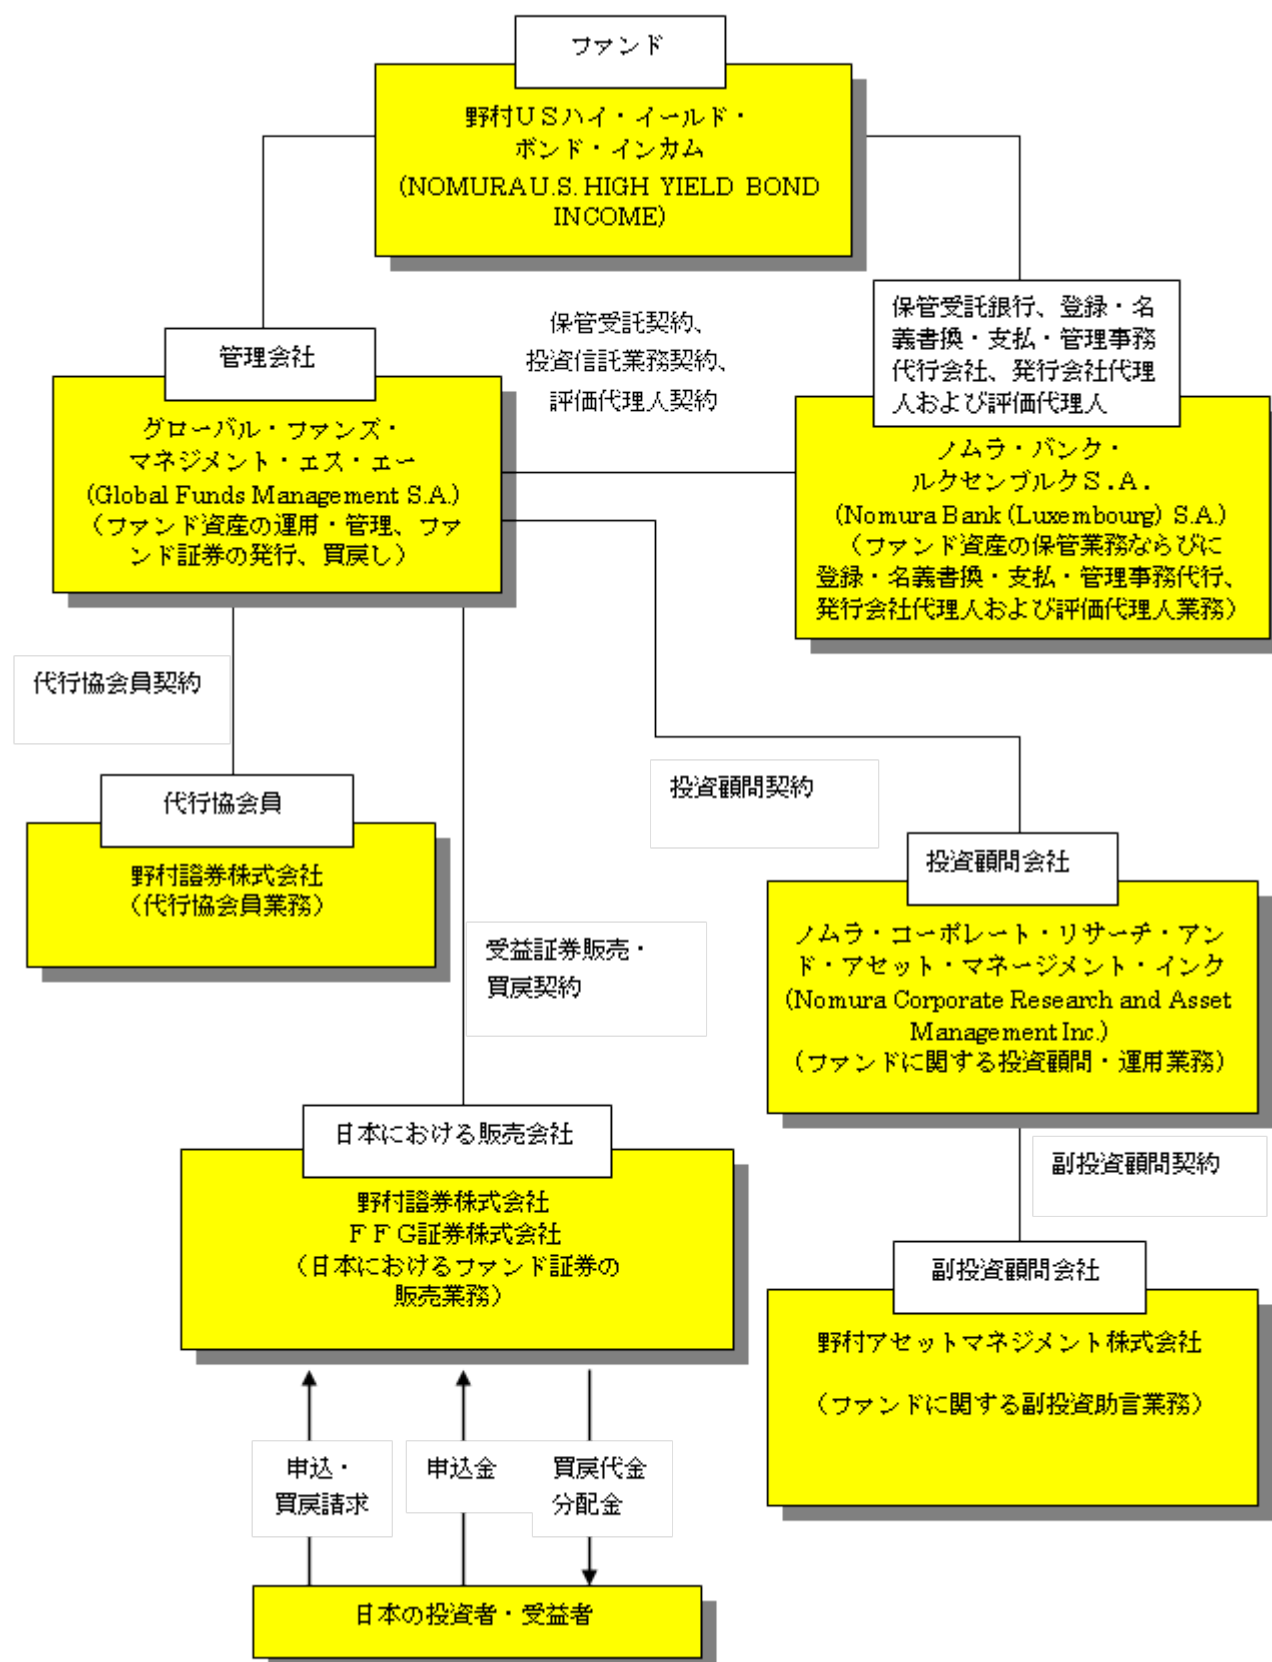 ファンド
野村ＵＳハイ・イールド・
ボンド・インカム
(NOMURA U.S. HIGH YIELD BOND
INCOME)
保管受託銀行、登録・名
義書換・支払・管理事務
代行会社、発行会社代理
人および評価代理人
保管受託契約、
投資信託業務契約、
評価代理人契約
管理会社
グローバル・ファンズ・
マネジメント・エス・エー
(Global Funds Management S.A.)
（ファンド資産の運用・管理、ファ
ンド証券の発行、買戻し）
ノムラ・バンク・
ルクセンブルクＳ.Ａ.
(Nomura Bank (Luxembourg) S.A.)
（ファンド資産の保管業務ならびに
登録・名義書換・支払・管理事務代行、
発行会社代理人および評価代理人業務）
代行協会員契約
投資顧問契約
代行協会員
野村證券株式会社
（代行協会員業務）
投資顧問会社
ノムラ・コーポレート・リサーチ・アン
ド・アセット・マネージメント・インク
(Nomura Corporate Research and Asset
Management Inc.)
（ファンドに関する投資顧問・運用業務）
受益証券販売・
買戻契約
日本における販売会社
野村證券株式会社
ＦＦＧ証券株式会社
（日本におけるファンド証券の
販売業務）
副投資顧問契約
副投資顧問会社
野村アセットマネジメント株式会社
（ファンドに関する副投資助言業務）
申込・
買戻請求
申込金
買戻代金
分配金
日本の投資者・受益者